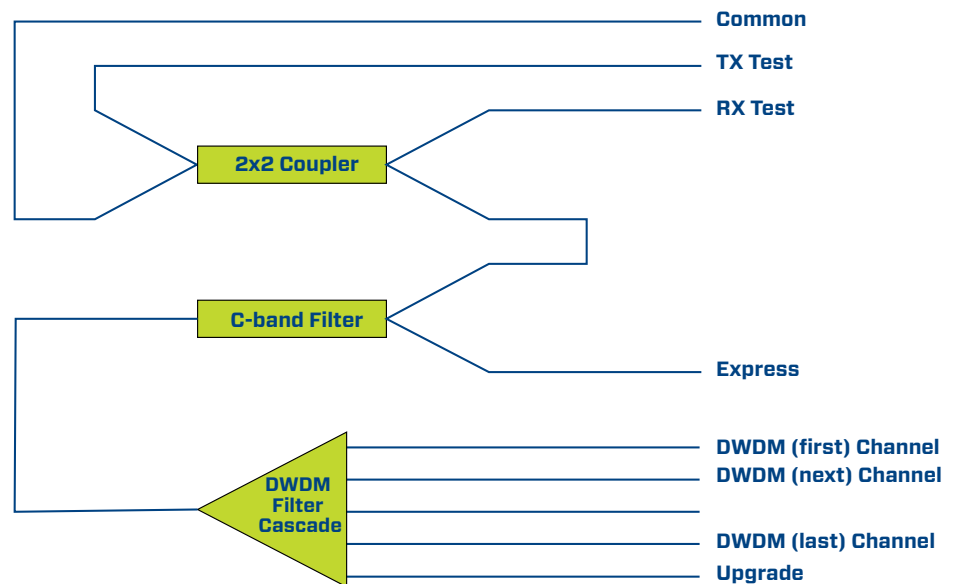 Common
TX Test
RX Test
2x2 Coupler
C-band Filter
Express
DWDM (first) Channel
DWDM (next) Channel
DWDM
Filter
Cascade
DWDM (last) Channel
Upgrade